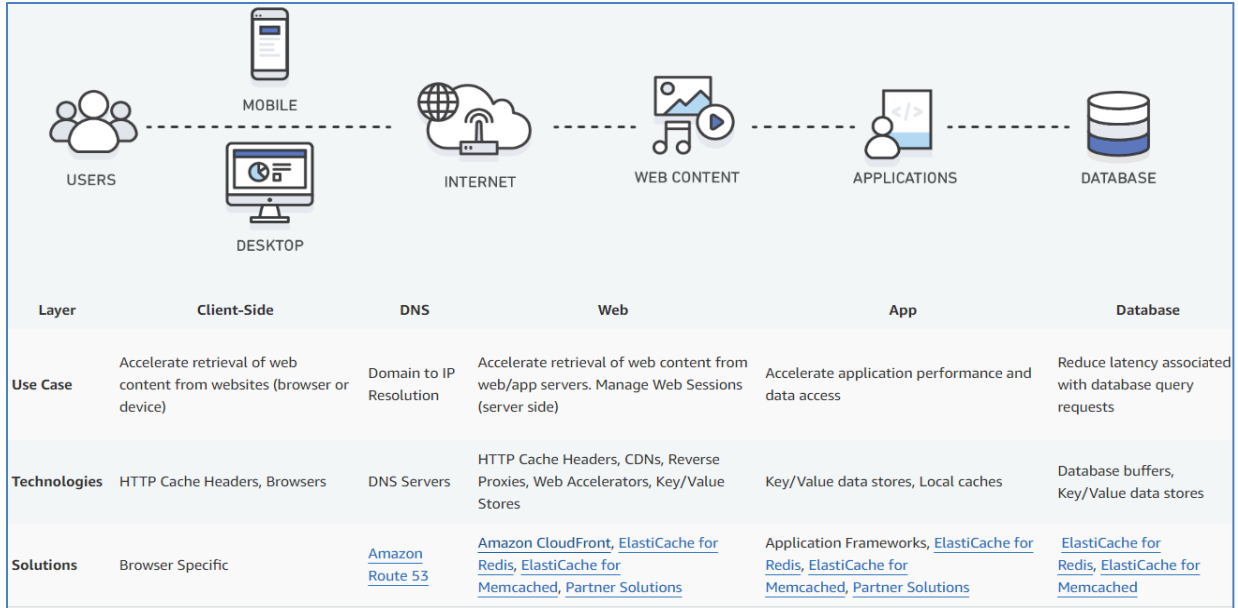 MOBILE
USERS
INTERNET
WEB CONTENT
APPLICATIONS
DATABASE
DESKTOP
Layer
Client-Side
DNS
Web
App
Database
Use Case
Accelerate retrieval of web
content from websites (browser or
device)
Domain to IP
Resolution
Accelerate retrieval of web content from
web/app servers. Manage Web Sessions
(server side)
Accelerate application performance and
data access
Reduce latency associated
with database query
requests
Technologies
HTTP Cache Headers, Browsers
DNS Servers
HTTP Cache Headers, CDNs, Reverse
Proxies, Web Accelerators, Key/Value
Stores
Key/Value data stores, Local caches
Database buffers,
Key/Value data stores
Solutions
Browser Specific
Amazon
Route 53
Amazon CloudFront, ElastiCache for
Redis, ElastiCache for
Memcached, Partner Solutions
Application Frameworks, ElastiCache for
Redis, ElastiCache for
Memcached, Partner Solutions
ElastiCache for
Redis, ElastiCache for
Memcached